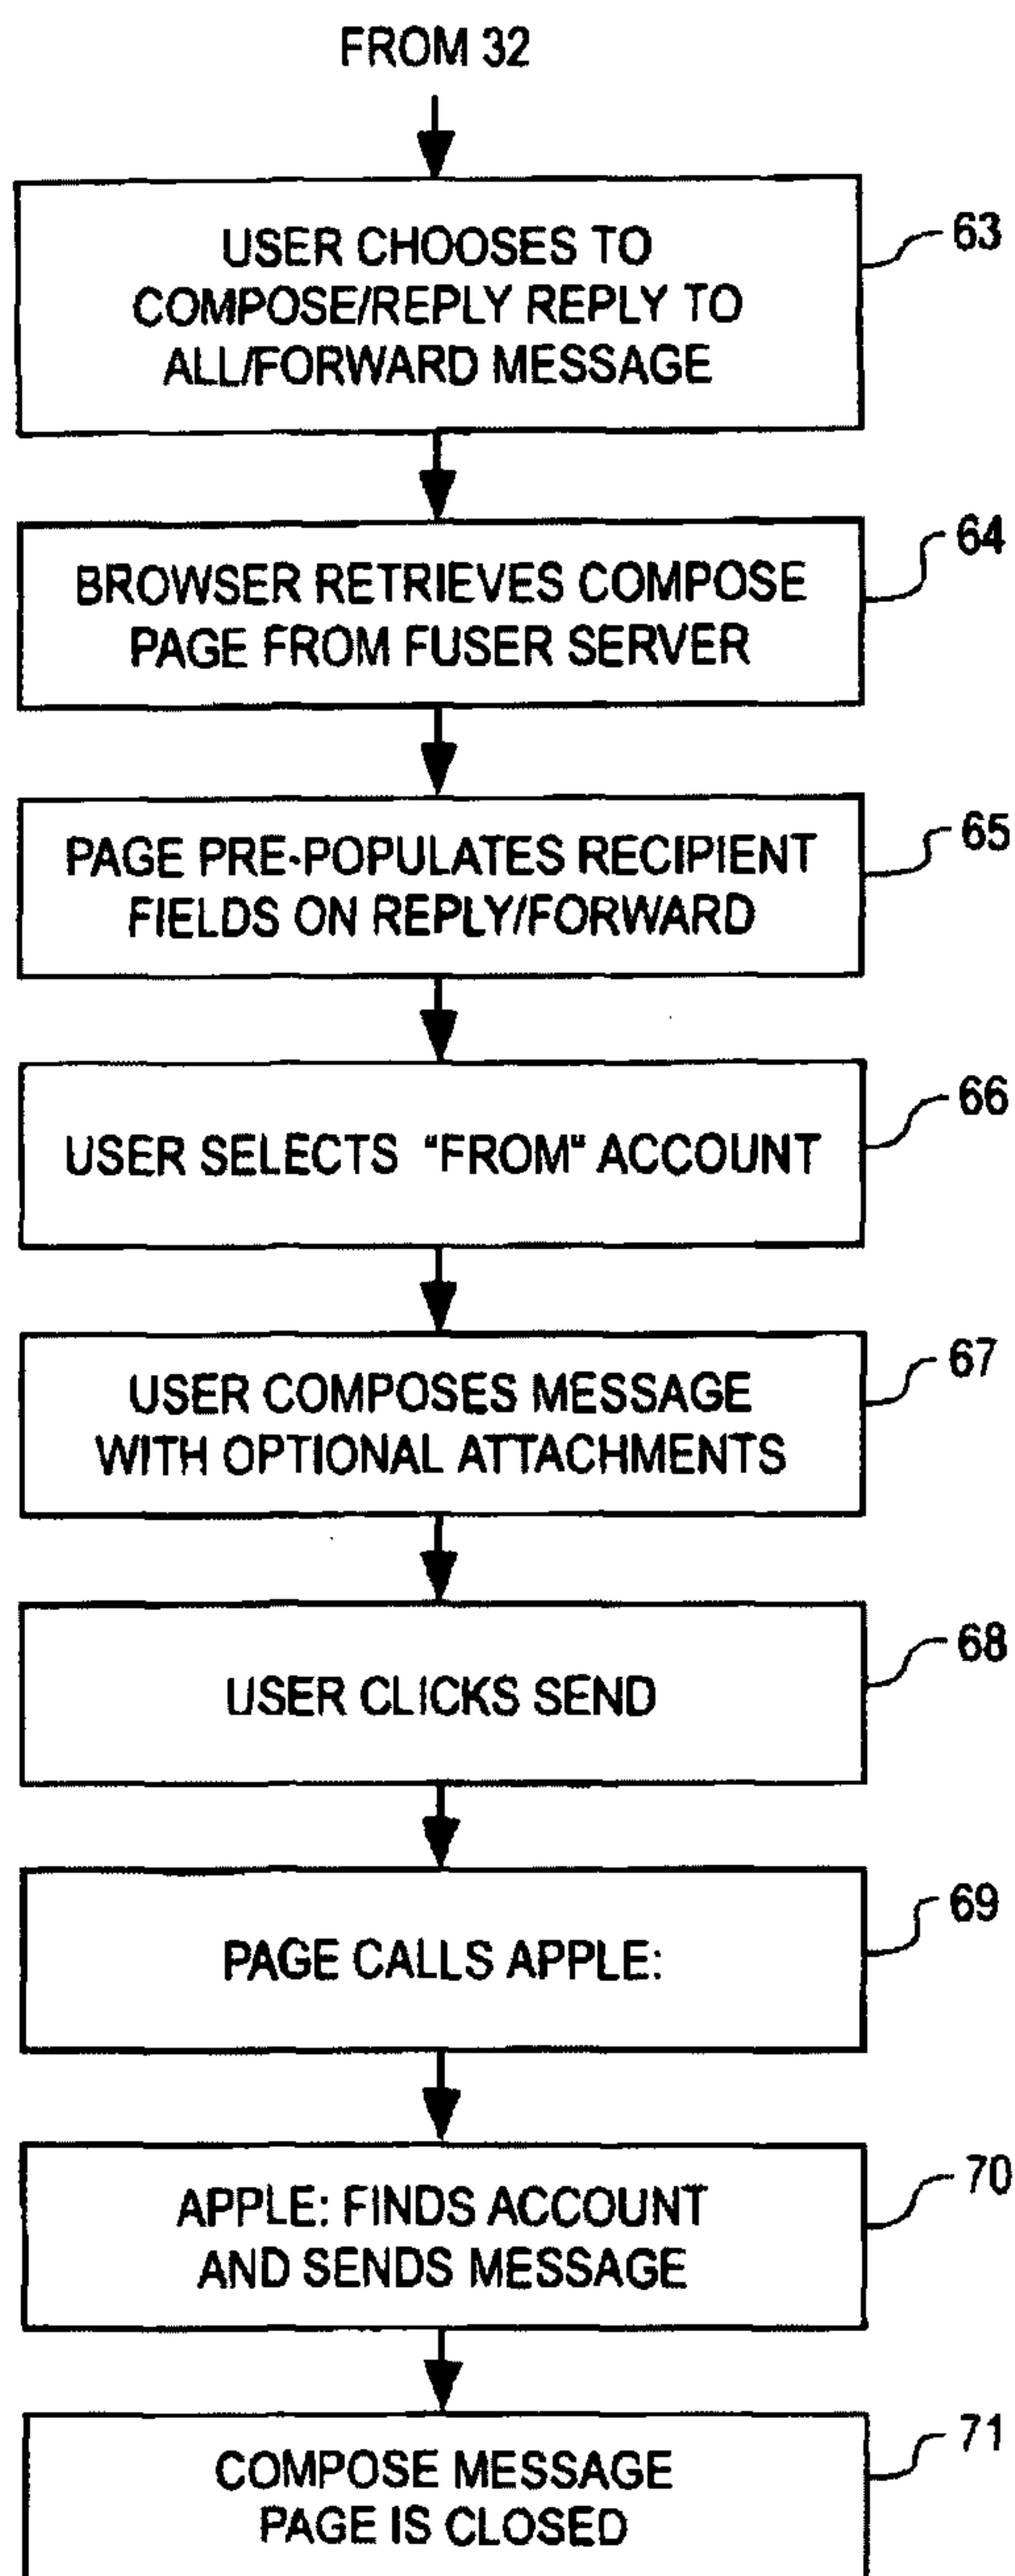 FROM 32
USER CHOOSES TO
COMPOSE/REPLY REPLY TO
ALL/FORWARD MESSAGE
63
BROWSER RETRIEVES COMPOSE
PAGE FROM FUSER SERVER
64
PAGE PRE-POPULATES RECIPIENT
FIELDS ON REPLY/FORWARD
65
USER SELECTS "FROM" ACCOUNT
66
USER COMPOSES MESSAGE
WITH OPTIONAL ATTACHMENTS
67
USER CLICKS SEND
68
PAGE CALLS APPLE:
69
APPLE: FINDS ACCOUNT
AND SENDS MESSAGE
70
COMPOSE MESSAGE
PAGE IS CLOSED
71